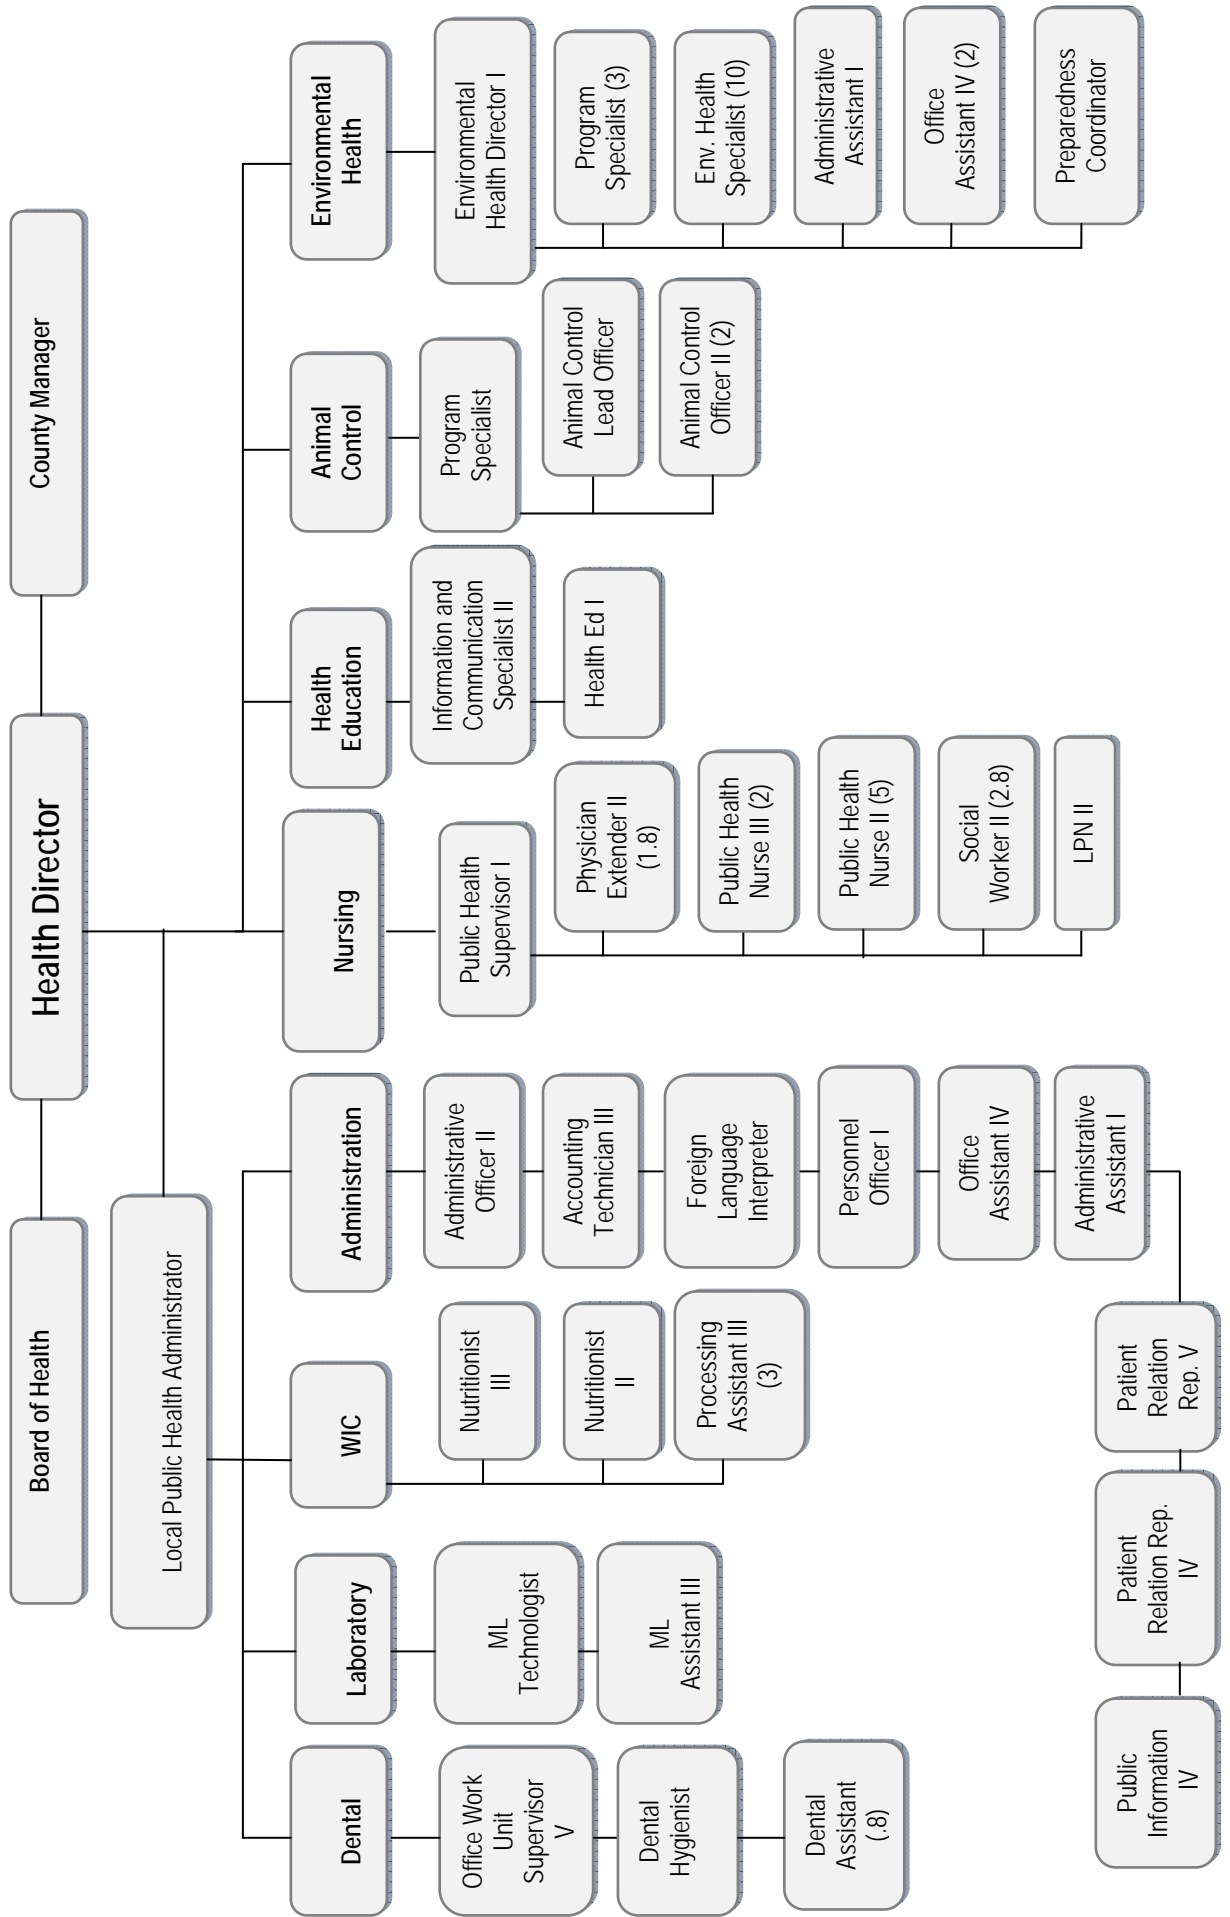 Board of Health
Health Director
County Manager
Local Public Health Administrator
Dental
Office Work
Unit
Supervisor
V
Dental
Hygienist
Dental
Assistant
(.8)
Laboratory
ML
Technologist
ML
Assistant III
WIC
Nutritionist
III
Nutritionist
II
Processing
Assistant III
(3)
Administration
Administrative
Officer II
Accounting
Technician III
Foreign
Language
Interpreter
Personnel
Officer I
Office
Assistant IV
Administrative
Assistant I
Public
Information
IV
Patient
Relation Rep.
IV
Patient
Relation
Rep. V
Nursing
Public Health
Supervisor I
Physician
Extender II
(1.8)
Public Health
Nurse III (2)
Public Health
Nurse II (5)
Social
Worker II (2.8)
LPN II
Health
Education
Information and
Communication
Specialist II
Health Ed I
Animal
Control
Program
Specialist
Animal Control
Lead Officer
Animal Control
Officer II (2)
Environmental
Health
Environmental
Health Director I
Program
Specialist (3)
Env. Health
Specialist (10)
Administrative
Assistant I
Office
Assistant IV (2)
Preparedness
Coordinator